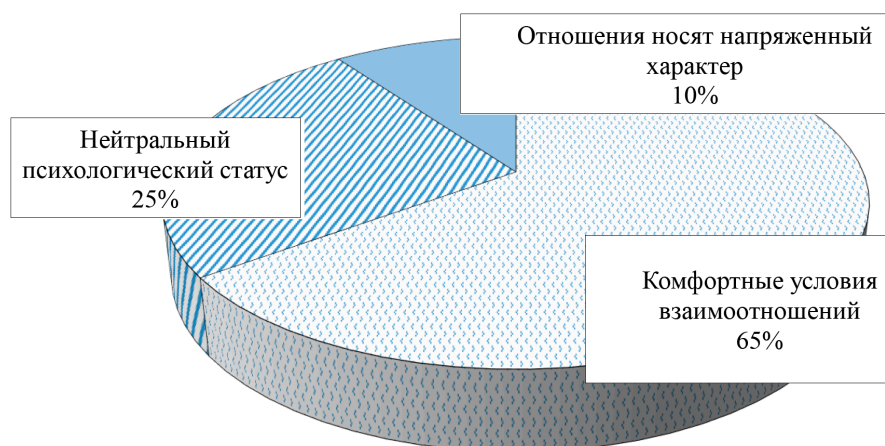 Отношения носят напряженный
характер
10%
Нейтральный
психологический статус
25%
Комфортные условия
взаимоотношений
65%